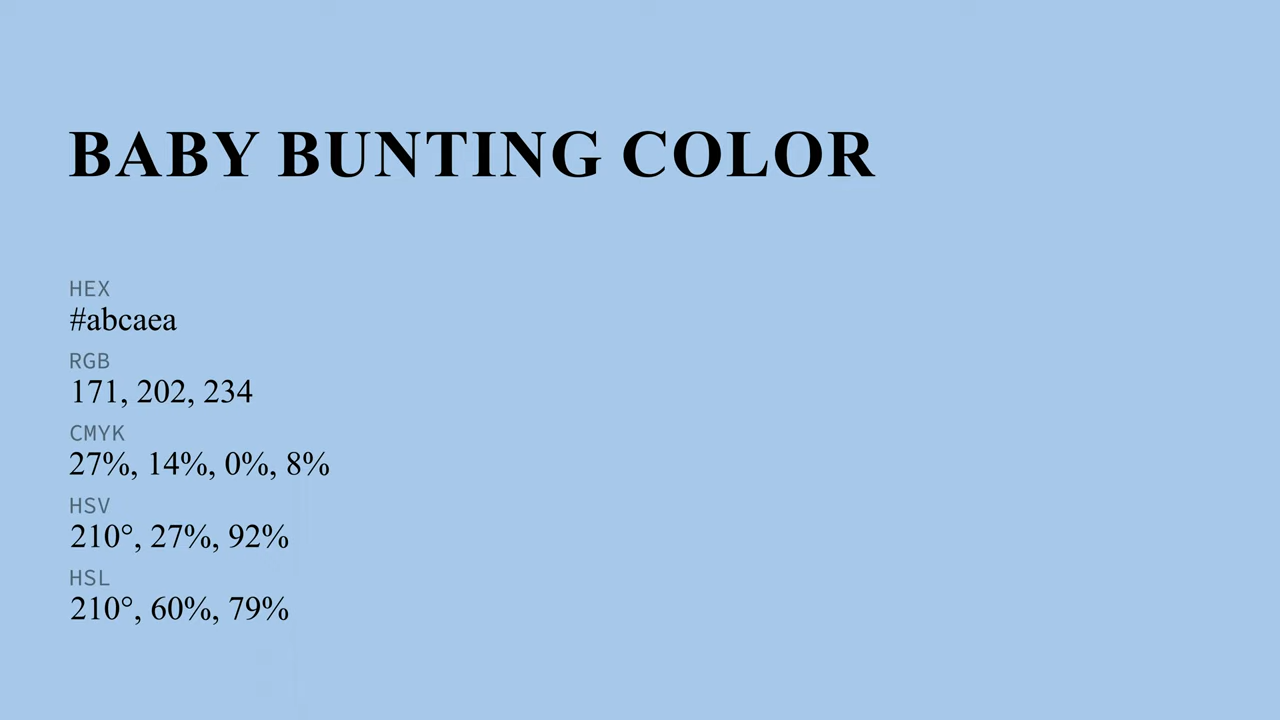 BABY BUNTING COLOR
HEX
#abcaea
RGB
171, 202, 234
CMYK
27%, 14%, 0%, 8%
HSV
210°, 27%, 92%
HSL
210°, 60%, 79%